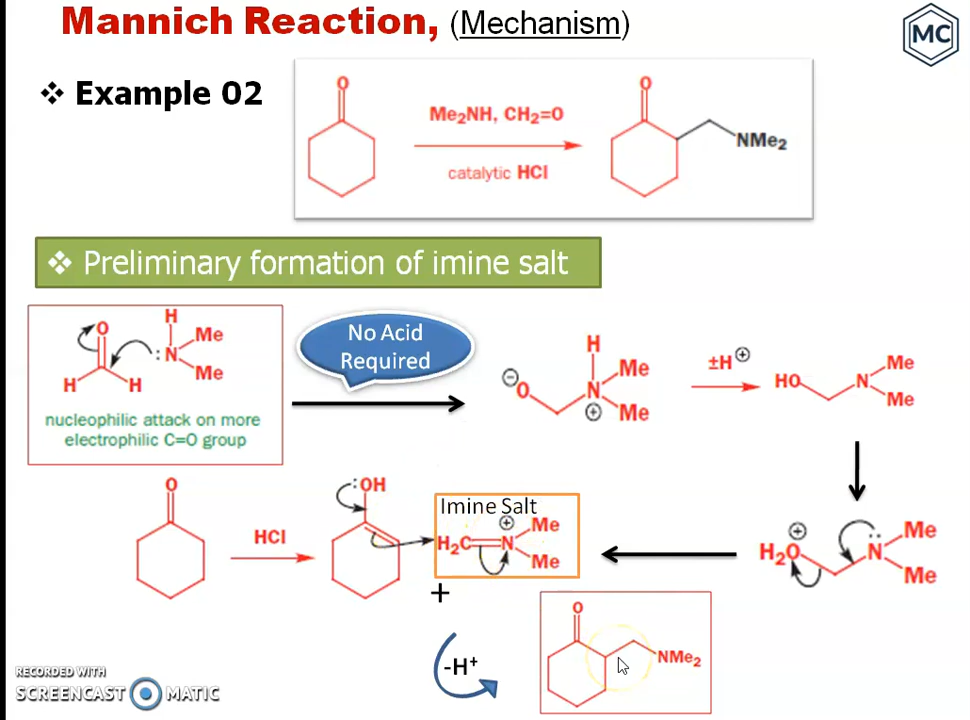 Mannich Reaction, (Mechanism)
MC
❖ Example 02
O
Me₂NH, CH₂=O
catalytic HCl
O
NMe₂
❖ Preliminary formation of imine salt
O
H
:N
Me
Me
H
H
nucleophilic attack on more
electrophilic C=O group
No Acid
Required
⊖
O
H
N
Me
Me
⊕
±H⊕
HO
N
Me
Me
O
HCl
:OH
Imine Salt
⊕
H₂C=N
Me
Me
⊕
H₂O
N
Me
Me
+
-H⁺
O
NMe₂
RECORDED WITH
SCREENCAST MATIC